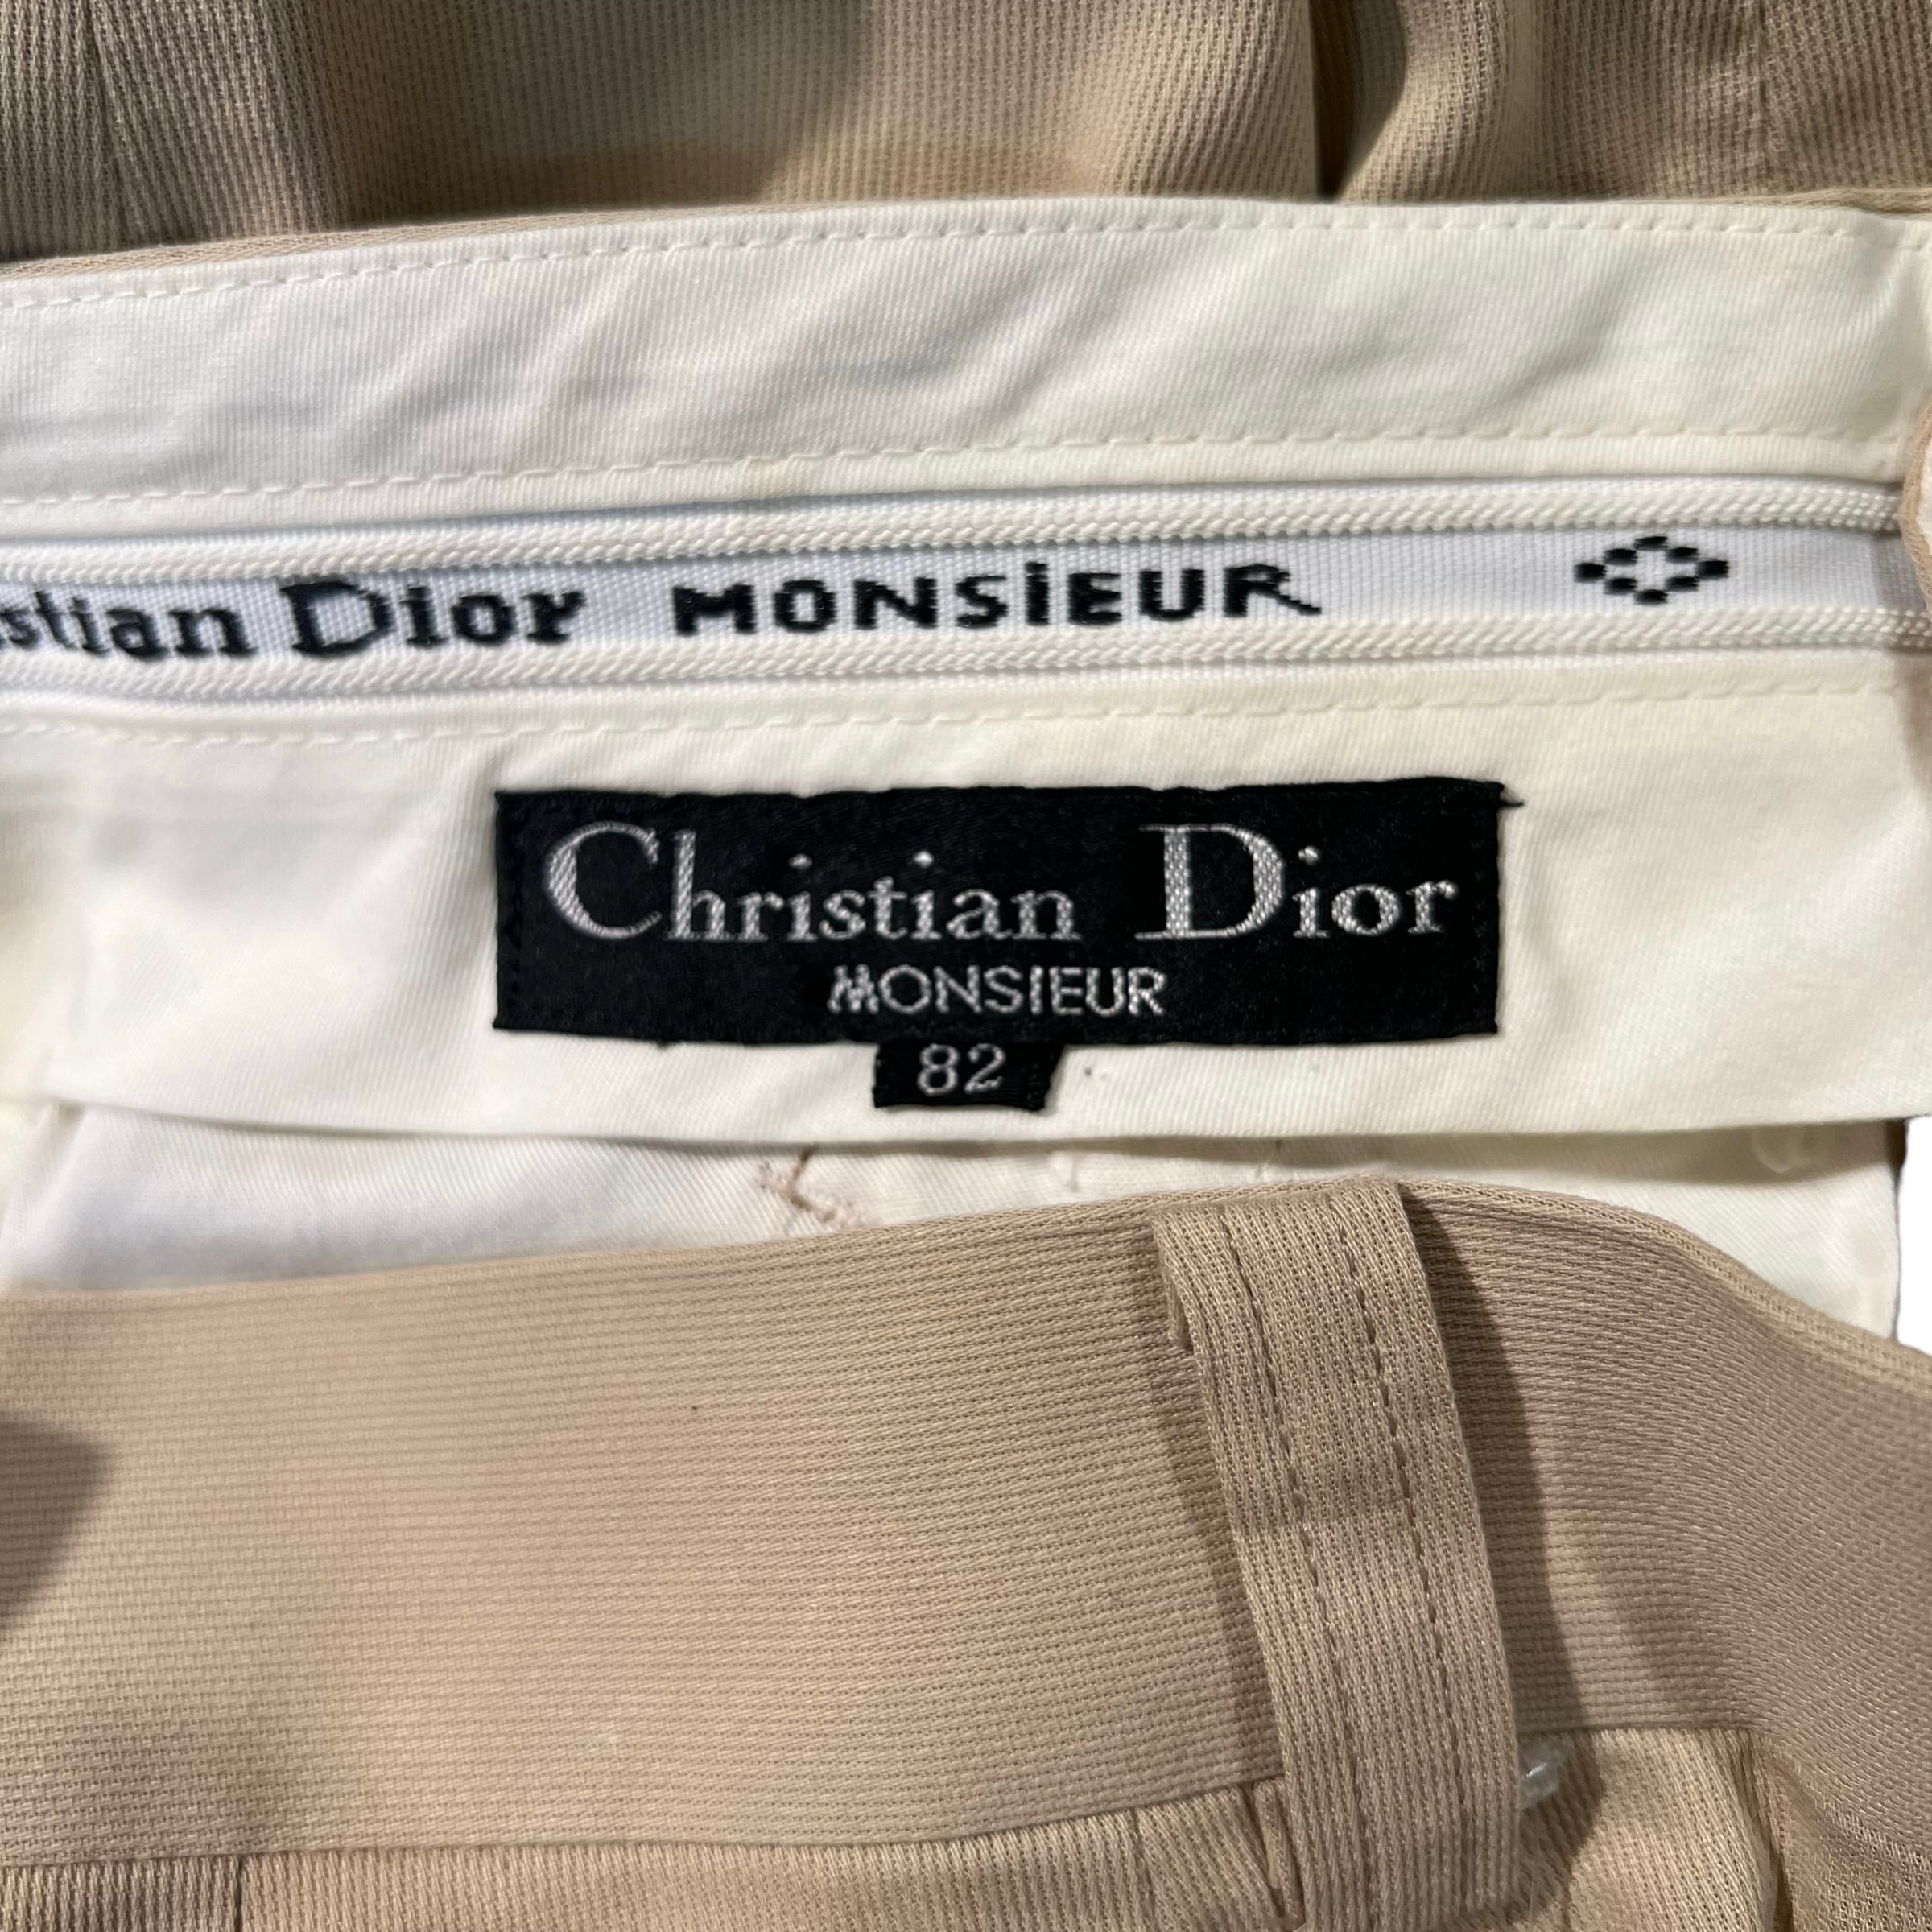 stian Dior MONSiEUR
Christian Dior
MONSIEUR
82